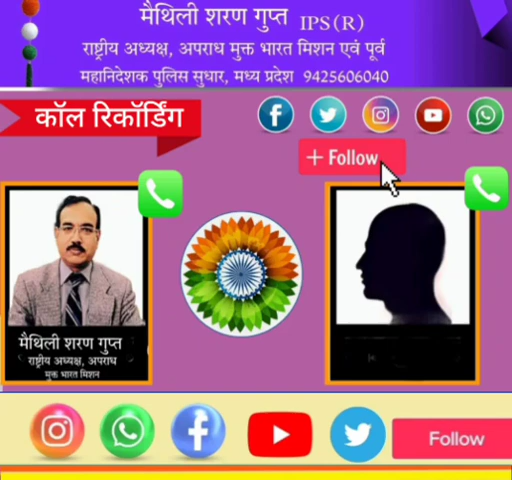 मैथिली शरण गुप्त IPS(R)
राष्ट्रीय अध्यक्ष, अपराध मुक्त भारत मिशन एवं पूर्व
महानिदेशक पुलिस सुधार, मध्य प्रदेश 9425606040
कॉल रिकॉर्डिंग
+ Follow
मैथिली शरण गुप्त
राष्ट्रीय अध्यक्ष, अपराध
मुक्त भारत मिशन
Follow